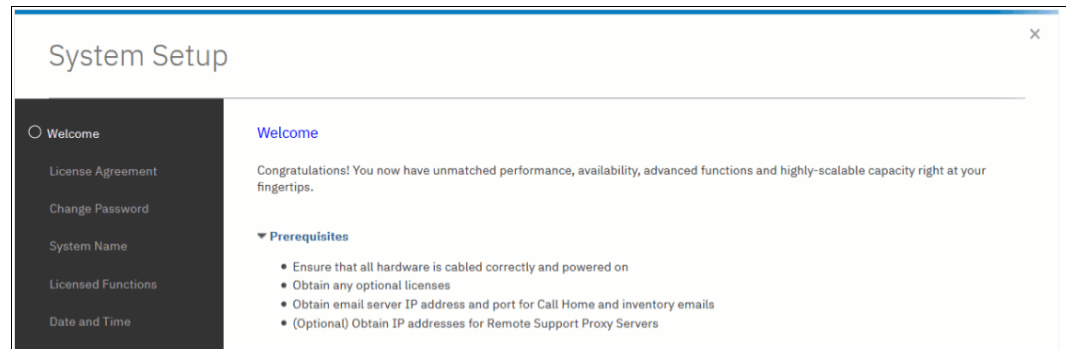 System Setup
Welcome
License Agreement
Change Password
System Name
Licensed Functions
Date and Time
Welcome
Congratulations! You now have unmatched performance, availability, advanced functions and highly-scalable capacity right at your
fingertips.
Prerequisites
Ensure that all hardware is cabled correctly and powered on
Obtain any optional licenses
Obtain email server IP address and port for Call Home and inventory emails
(Optional) Obtain IP addresses for Remote Support Proxy Servers